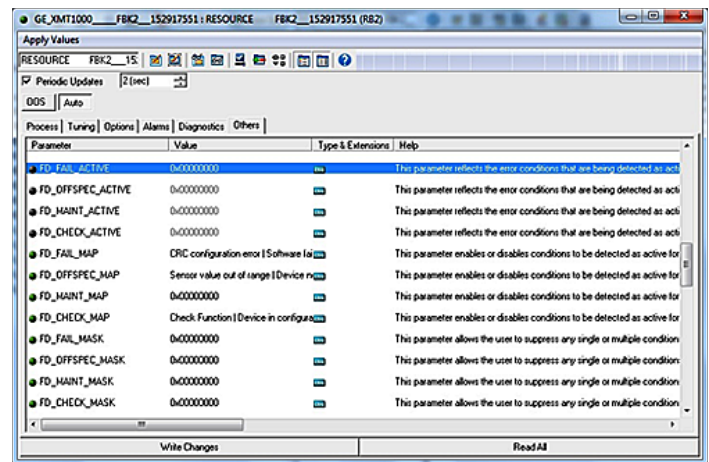 GE_XMT1000____FBK2__152917551 : RESOURCE FBK2__152917551 (RB2)
Apply Values
RESOURCE FBK2__15:
Periodic Updates 2 (sec)
OOS Auto
Process Tuning Options Alarms Diagnostics Others
Parameter Value Type & Extensions Help
FD_FAIL_ACTIVE 0x00000000 This parameter reflects the error conditions that are being detected as acti
FD_OFFSPEC_ACTIVE 0x00000000 This parameter reflects the error conditions that are being detected as acti
FD_MAINT_ACTIVE 0x00000000 This parameter reflects the error conditions that are being detected as acti
FD_CHECK_ACTIVE 0x00000000 This parameter reflects the error conditions that are being detected as acti
FD_FAIL_MAP CRC configuration error | Software fai This parameter enables or disables conditions to be detected as active for
FD_OFFSPEC_MAP Sensor value out of range | Device n This parameter enables or disables conditions to be detected as active for
FD_MAINT_MAP 0x00000000 This parameter enables or disables conditions to be detected as active for
FD_CHECK_MAP Check Function | Device in configura This parameter enables or disables conditions to be detected as active for
FD_FAIL_MASK 0x00000000 This parameter allows the user to suppress any single or multiple condition
FD_OFFSPEC_MASK 0x00000000 This parameter allows the user to suppress any single or multiple condition
FD_MAINT_MASK 0x00000000 This parameter allows the user to suppress any single or multiple condition
FD_CHECK_MASK 0x00000000 This parameter allows the user to suppress any single or multiple condition
Write Changes Read All